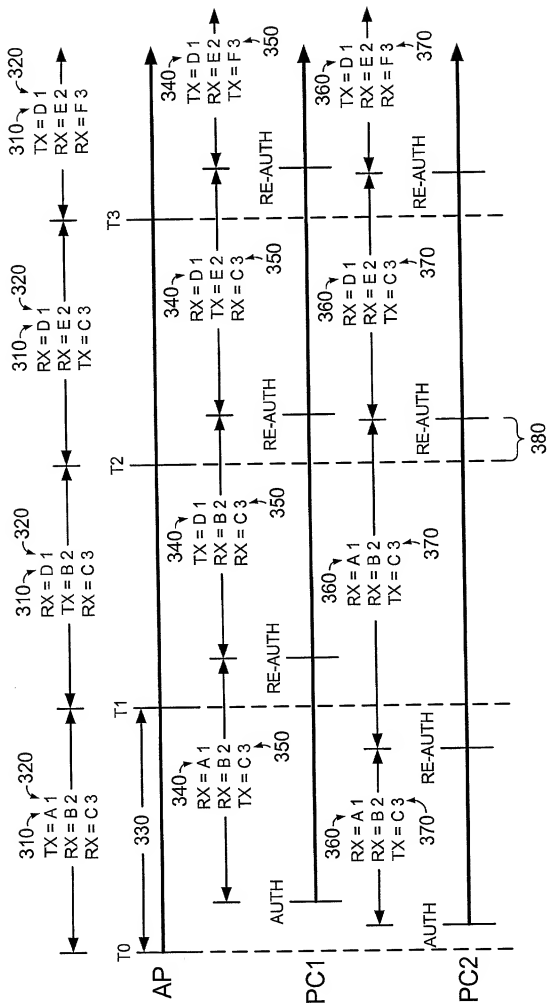 310 320
TX = A 1
RX = B 2
RX = C 3
310 320
RX = D 1
TX = B 2
RX = C 3
310 320
RX = D 1
RX = E 2
TX = C 3
310 320
TX = D 1
RX = E 2
RX = F 3
T0
330
T1
T2
T3
AP
340
RX = A 1
RX = B 2
TX = C 3
350
340
TX = D 1
RX = B 2
RX = C 3
350
340
RX = D 1
TX = E 2
RX = C 3
350
340
TX = D 1
RX = E 2
TX = F 3
350
AUTH
RE-AUTH
RE-AUTH
RE-AUTH
PC1
360
RX = A 1
RX = B 2
TX = C 3
370
360
RX = A 1
RX = B 2
TX = C 3
370
360
RX = D 1
RX = E 2
TX = C 3
370
360
TX = D 1
RX = E 2
RX = F 3
370
AUTH
RE-AUTH
RE-AUTH
RE-AUTH
PC2
380